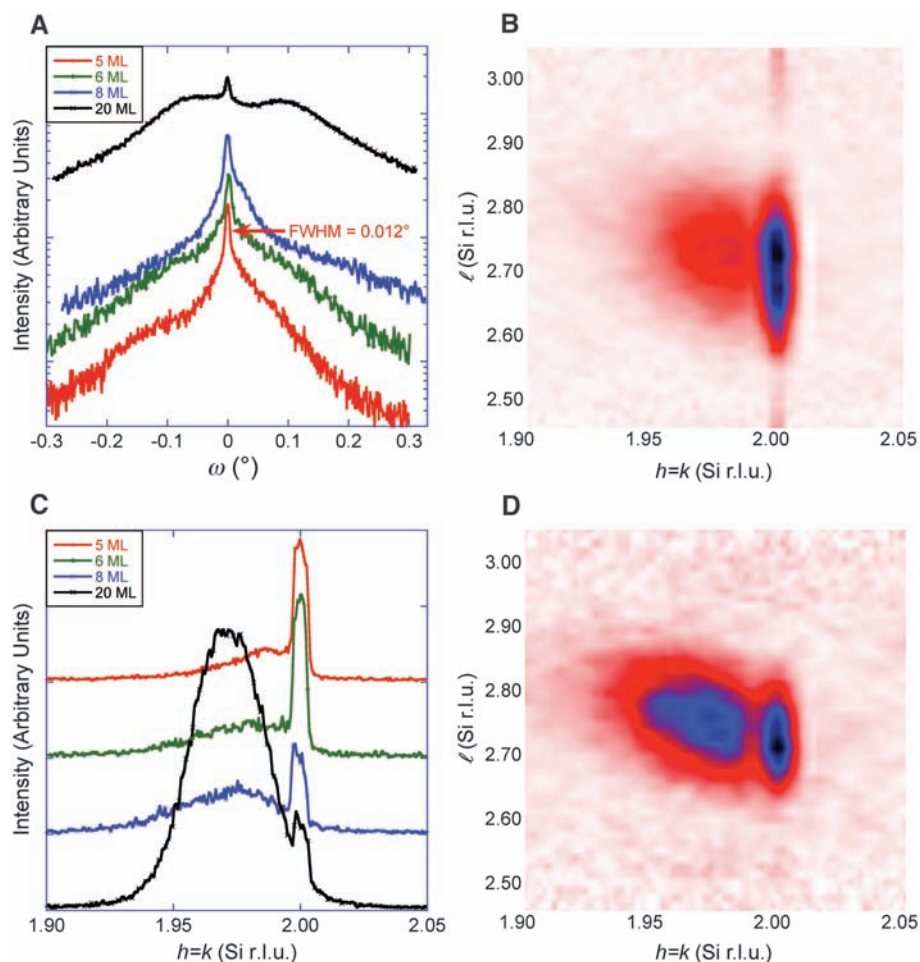 A
5 ML
6 ML
8 ML
20 ML
FWHM = 0.012°
Intensity (Arbitrary Units)
-0.3 -0.2 -0.1 0 0.1 0.2 0.3
ω (°)
B
3.00
2.90
2.80
2.70
2.60
2.50
ℓ (Si r.l.u.)
1.90 1.95 2.00 2.05
h=k (Si r.l.u.)
C
5 ML
6 ML
8 ML
20 ML
Intensity (Arbitrary Units)
1.90 1.95 2.00 2.05
h=k (Si r.l.u.)
D
3.00
2.90
2.80
2.70
2.60
2.50
ℓ (Si r.l.u.)
1.90 1.95 2.00 2.05
h=k (Si r.l.u.)